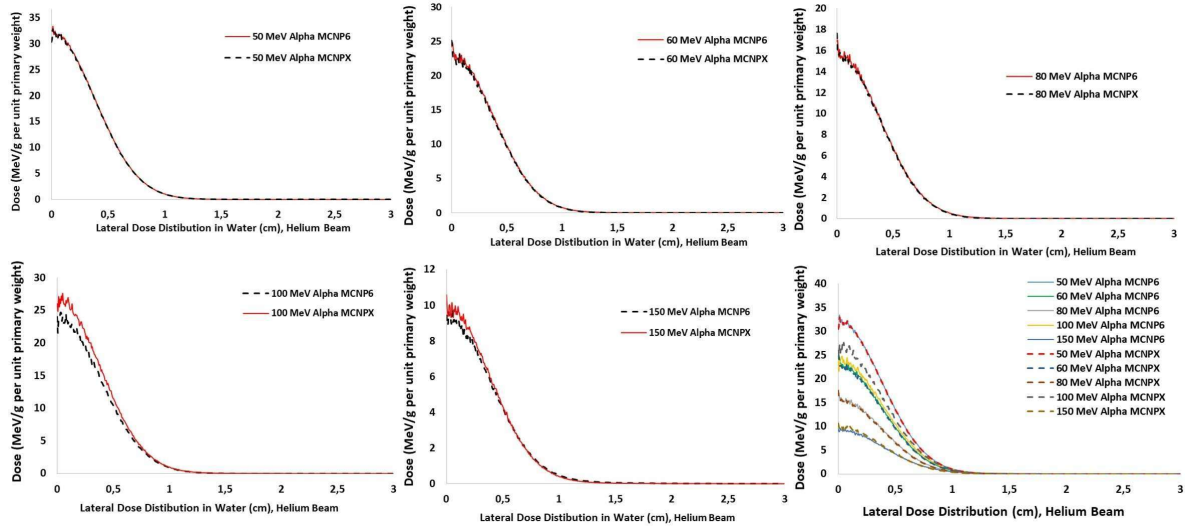 Dose (MeV/g per unit primary weight)
35
30
25
20
15
10
5
0
50 MeV Alpha MCNP6
50 MeV Alpha MCNPX
0 0,5 1 1,5 2 2,5 3
Lateral Dose Distibution in Water (cm), Helium Beam
Dose (MeV/g per unit primary weight)
30
25
20
15
10
5
0
60 MeV Alpha MCNP6
60 MeV Alpha MCNPX
0 0,5 1 1,5 2 2,5 3
Lateral Dose Distibution in Water (cm), Helium Beam
Dose (MeV/g per unit primary weight)
18
16
14
12
10
8
6
4
2
0
80 MeV Alpha MCNP6
80 MeV Alpha MCNPX
0 0,5 1 1,5 2 2,5 3
Lateral Dose Distibution in Water (cm), Helium Beam
Dose (MeV/g per unit primary weight)
30
25
20
15
10
5
0
100 MeV Alpha MCNP6
100 MeV Alpha MCNPX
0 0,5 1 1,5 2 2,5 3
Lateral Dose Distibution in Water (cm), Helium Beam
Dose (MeV/g per unit primary weight)
12
10
8
6
4
2
0
150 MeV Alpha MCNP6
150 MeV Alpha MCNPX
0 0,5 1 1,5 2 2,5 3
Lateral Dose Distibution in Water (cm), Helium Beam
Dose (MeV/g per unit primary weight)
40
35
30
25
20
15
10
5
0
50 MeV Alpha MCNP6
60 MeV Alpha MCNP6
80 MeV Alpha MCNP6
100 MeV Alpha MCNP6
150 MeV Alpha MCNP6
50 MeV Alpha MCNPX
60 MeV Alpha MCNPX
80 MeV Alpha MCNPX
100 MeV Alpha MCNPX
150 MeV Alpha MCNPX
0 0,5 1 1,5 2 2,5 3
Lateral Dose Distibution in Water (cm), Helium Beam